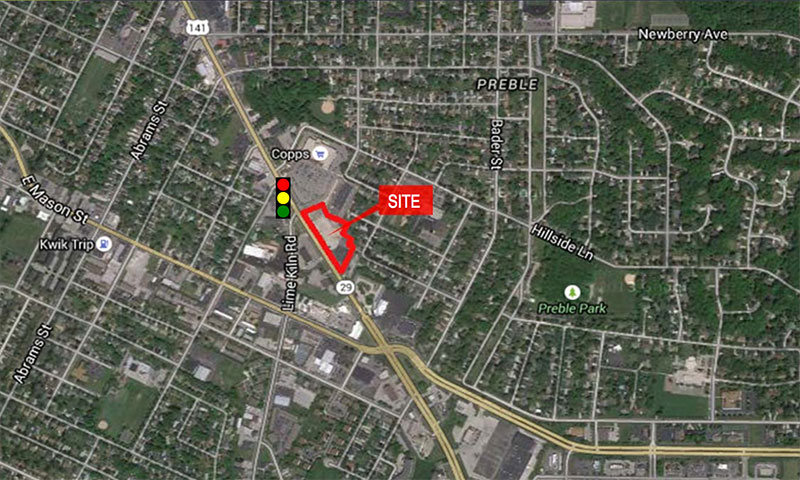 141
Newberry Ave
PREBLE
Abrams St
Bader St
Copps
E Mason St
SITE
Kwik Trip
Lime Kiln Rd
Hillside Ln
29
Preble Park
Abrams St